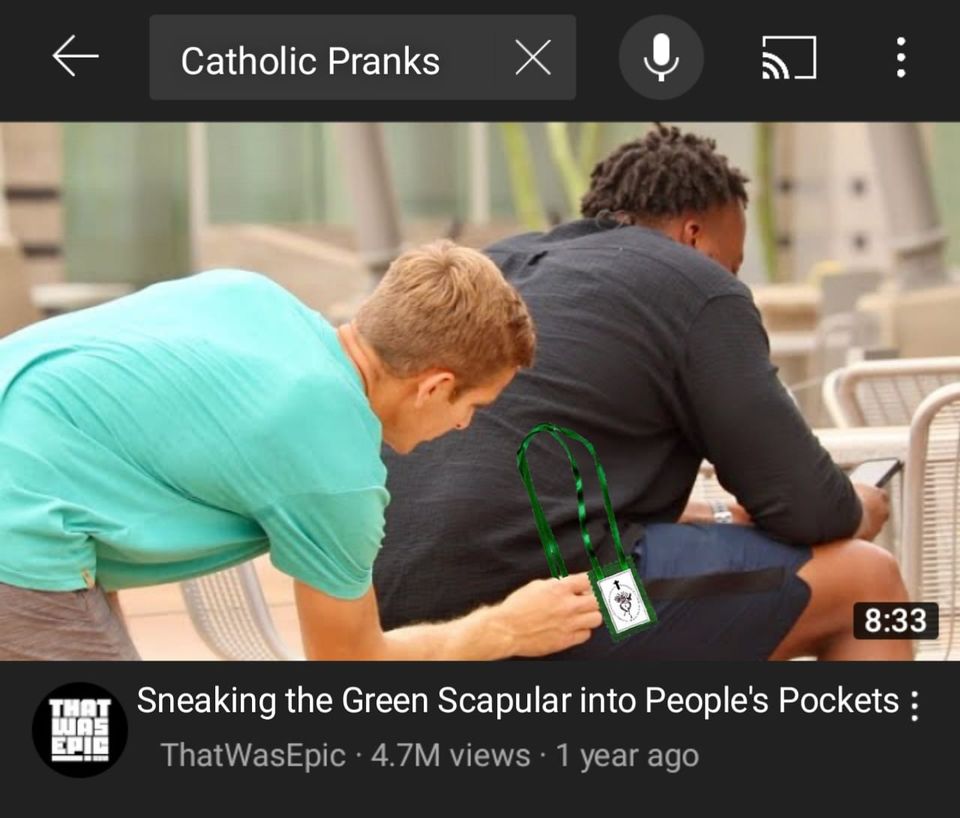 Catholic Pranks
8:33
THAT
WAS
EPIC
Sneaking the Green Scapular into People's Pockets
ThatWasEpic · 4.7M views · 1 year ago